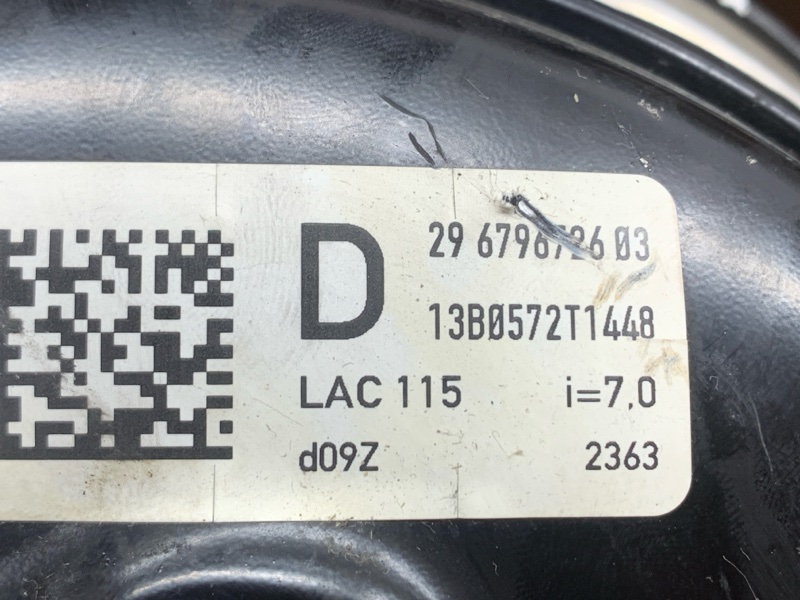 D
29 6796726 03
13B0572T1448
LAC 115 i=7,0
d09Z 2363